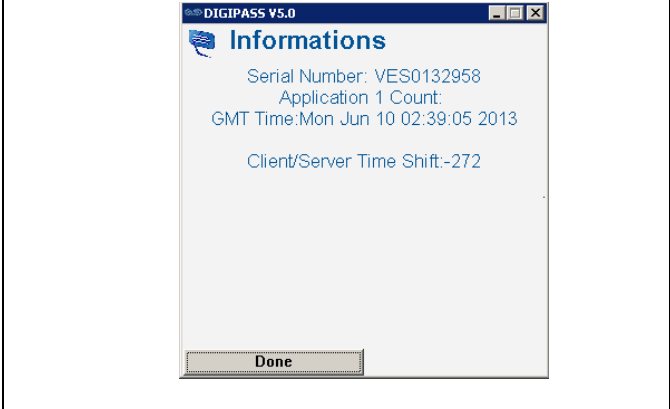 DIGIPASS V5.0
Informations
Serial Number: VES0132958
Application 1 Count:
GMT Time:Mon Jun 10 02:39:05 2013
Client/Server Time Shift:-272
Done